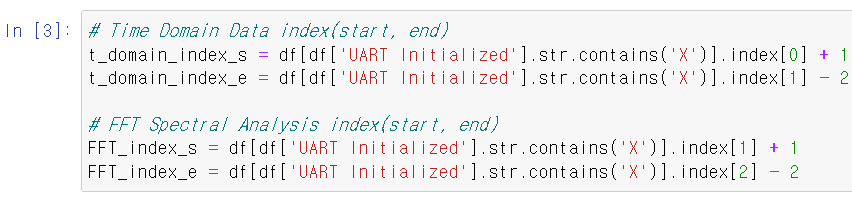 In [3]: # Time Domain Data index(start, end)
t_domain_index_s = df[df['UART Initialized'].str.contains('X')].index[0] + 1
t_domain_index_e = df[df['UART Initialized'].str.contains('X')].index[1] - 2
# FFT Spectral Analysis index(start, end)
FFT_index_s = df[df['UART Initialized'].str.contains('X')].index[1] + 1
FFT_index_e = df[df['UART Initialized'].str.contains('X')].index[2] - 2